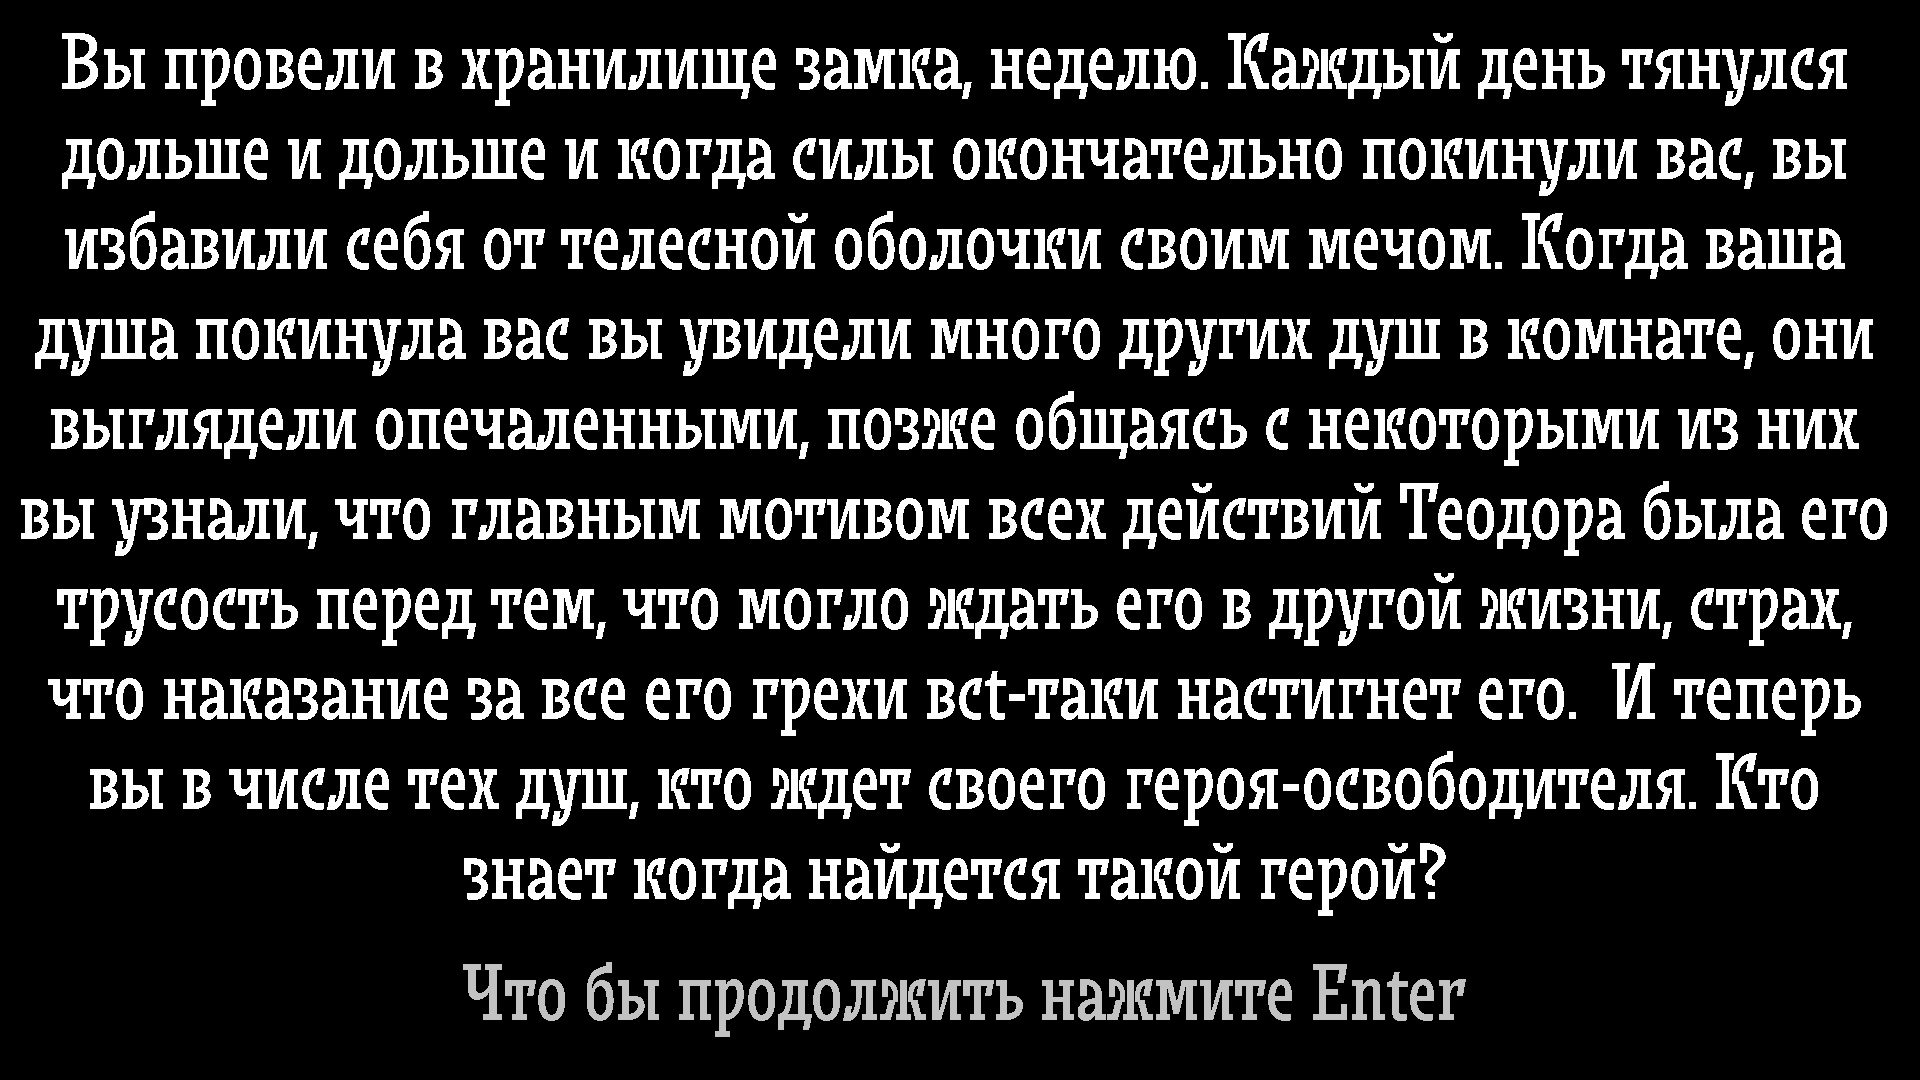 Вы провели в хранилище замка, неделю. Каждый день тянулся
дольше и дольше и когда силы окончательно покинули вас, вы
избавили себя от телесной оболочки своим мечом. Когда ваша
душа покинула вас вы увидели много других душ в комнате, они
выглядели опечаленными, позже общаясь с некоторыми из них
вы узнали, что главным мотивом всех действий Теодора была его
трусость перед тем, что могло ждать его в другой жизни, страх,
что наказание за все его грехи всt-таки настигнет его.  И теперь
вы в числе тех душ, кто ждет своего героя-освободителя. Кто
знает когда найдется такой герой?
Что бы продолжить нажмите Enter